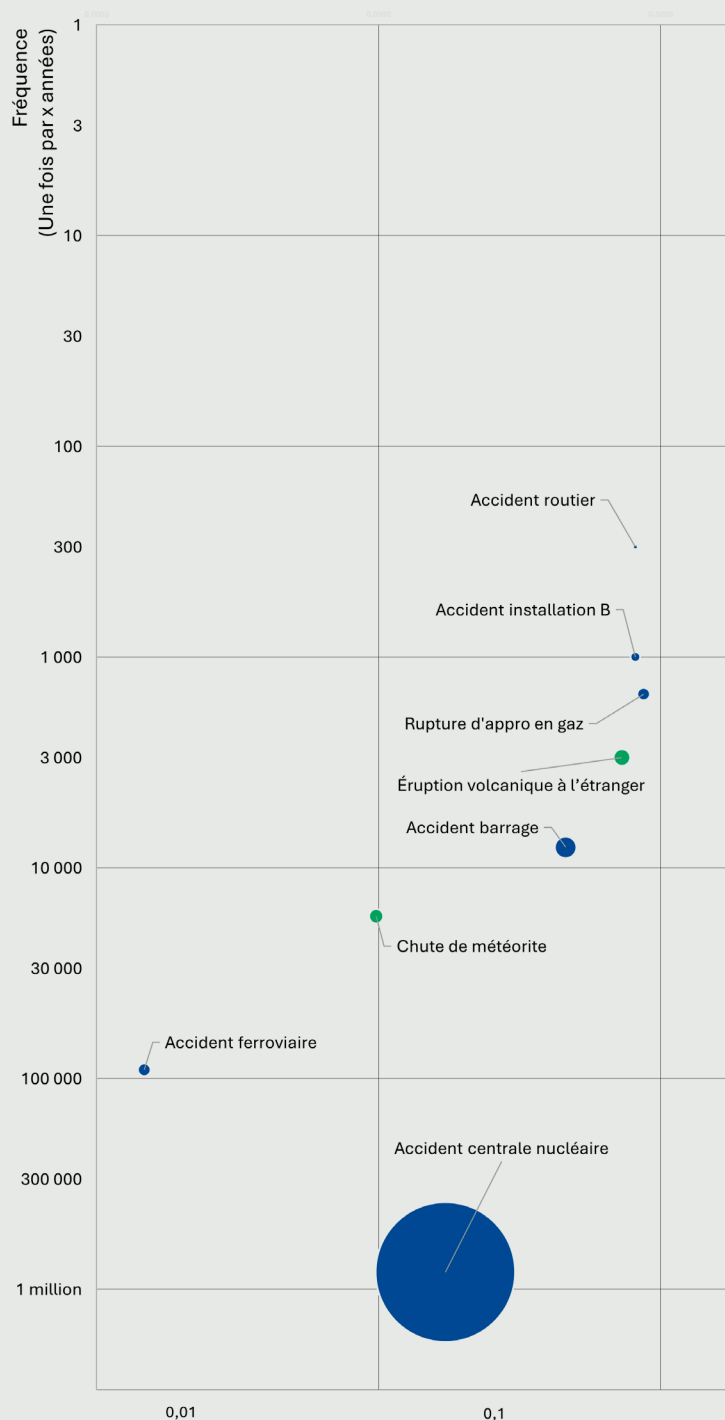 Fréquence
(Une fois par x années)
1
3
10
30
100
Accident routier
300
Accident installation B
1 000
Rupture d'appro en gaz
3 000
Éruption volcanique à l’étranger
Accident barrage
10 000
Chute de météorite
30 000
Accident ferroviaire
100 000
Accident centrale nucléaire
300 000
1 million
0,01
0,1